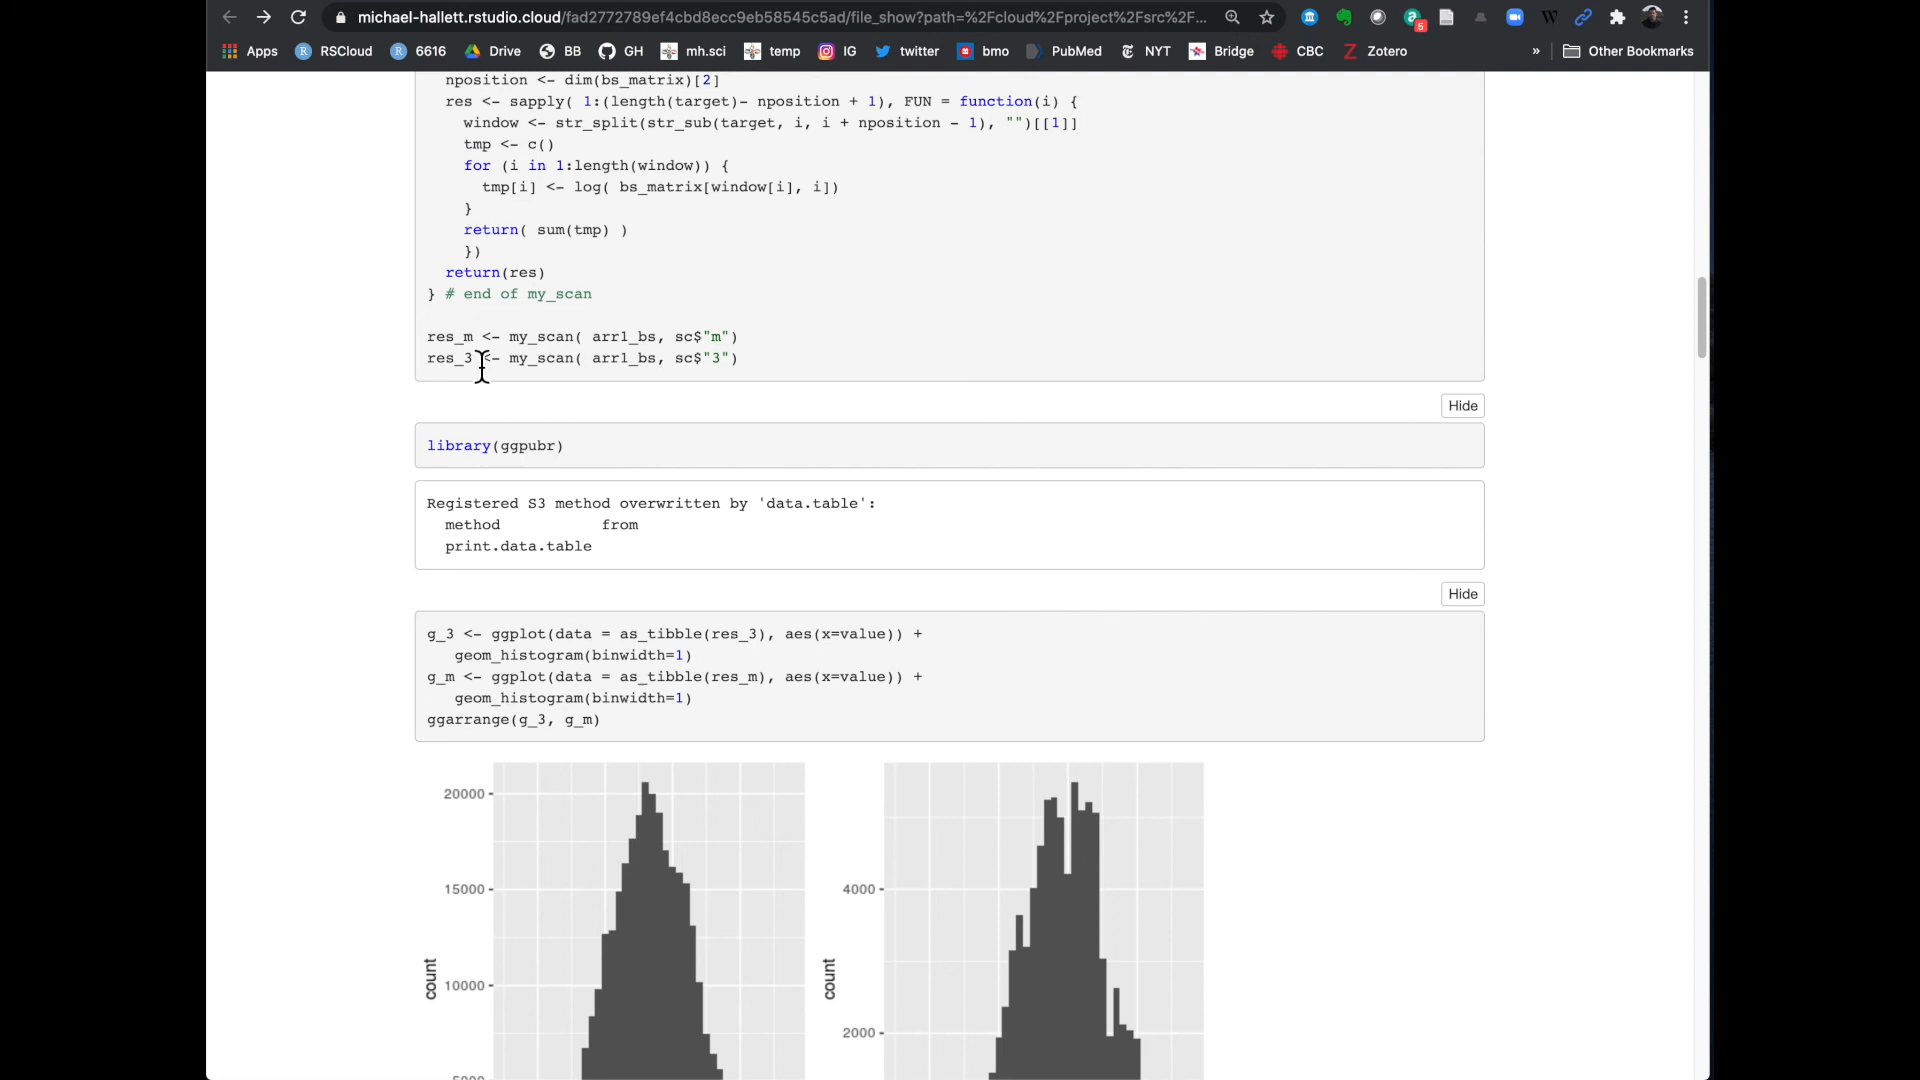 michael-hallett.rstudio.cloud/fad2772789ef4cbd8ecc9eb58545c5ad/file_show?path=%2Fcloud%2Fproject%2Fsrc%2F...
5
Apps RSCloud 6616 Drive BB GH mh.sci temp IG twitter bmo PubMed NYT Bridge CBC Zotero » Other Bookmarks
nposition <- dim(bs_matrix)[2]
res <- sapply( 1:(length(target)- nposition + 1), FUN = function(i) {
window <- str_split(str_sub(target, i, i + nposition - 1), "")[[1]]
tmp <- c()
for (i in 1:length(window)) {
tmp[i] <- log( bs_matrix[window[i], i])
}
return( sum(tmp) )
})
return(res)
} # end of my_scan
res_m <- my_scan( arr1_bs, sc$"m")
res_3 <- my_scan( arr1_bs, sc$"3")
Hide
library(ggpubr)
Registered S3 method overwritten by 'data.table':
method from
print.data.table
Hide
g_3 <- ggplot(data = as_tibble(res_3), aes(x=value)) +
geom_histogram(binwidth=1)
g_m <- ggplot(data = as_tibble(res_m), aes(x=value)) +
geom_histogram(binwidth=1)
ggarrange(g_3, g_m)
20000
15000
10000
5000
count
4000
2000
count